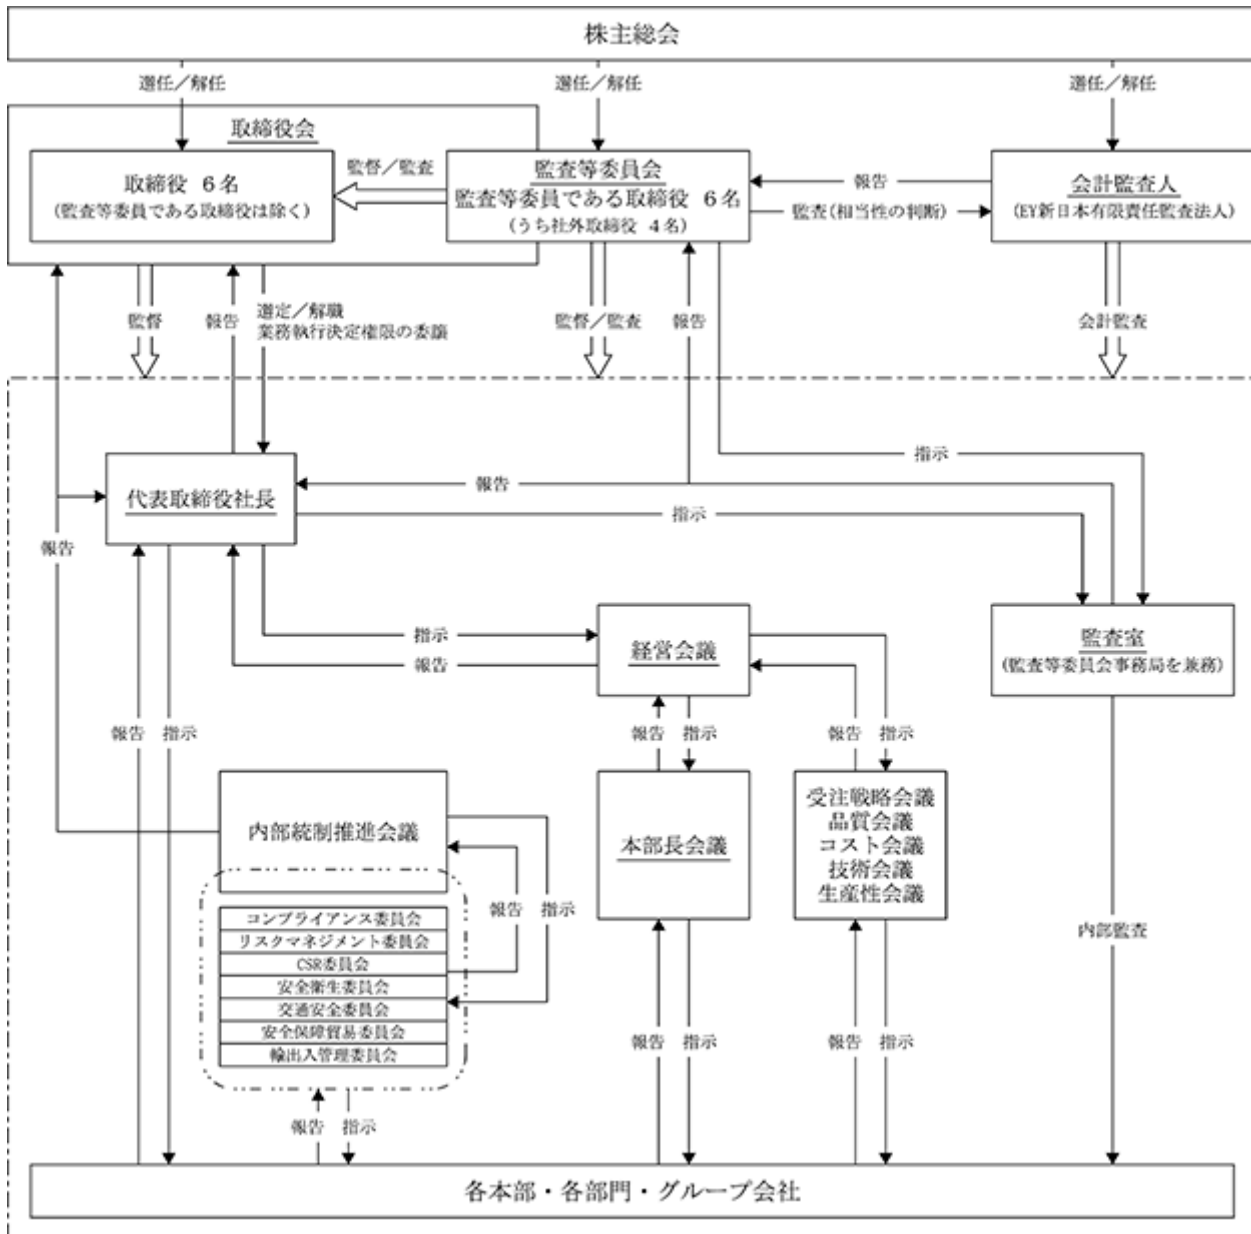 株主総会
選任／解任
選任／解任
選任／解任
取締役会
取締役 6名
(監査等委員である取締役は除く)
監督／監査
監査等委員会
監査等委員である取締役 6名
(うち社外取締役 4名)
報告
監査(相当性の判断)
会計監査人
(EY新日本有限責任監査法人)
監督
報告
選定／解職
業務執行決定権限の委譲
監督／監査
報告
会計監査
指示
代表取締役社長
報告
指示
報告
指示
報告
経営会議
監査室
(監査等委員会事務局を兼務)
報告
指示
報告
指示
報告
指示
内部統制推進会議
本部長会議
受注戦略会議
品質会議
コスト会議
技術会議
生産性会議
報告
指示
コンプライアンス委員会
リスクマネジメント委員会
CSR委員会
安全衛生委員会
交通安全委員会
安全保障貿易委員会
輸出入管理委員会
内部監査
報告
指示
報告
指示
報告
指示
各本部・各部門・グループ会社